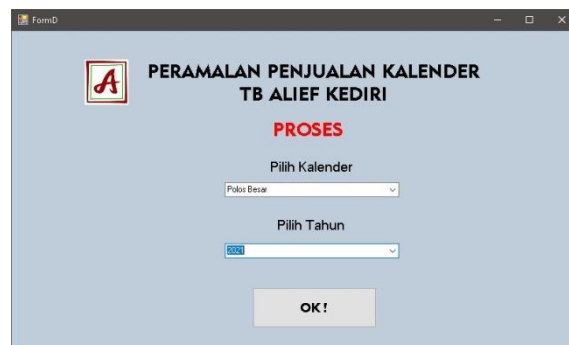 FormD
A
PERAMALAN PENJUALAN KALENDER
TB ALIEF KEDIRI
PROSES
Pilih Kalender
Polos Besar
Pilih Tahun
2021
OK!